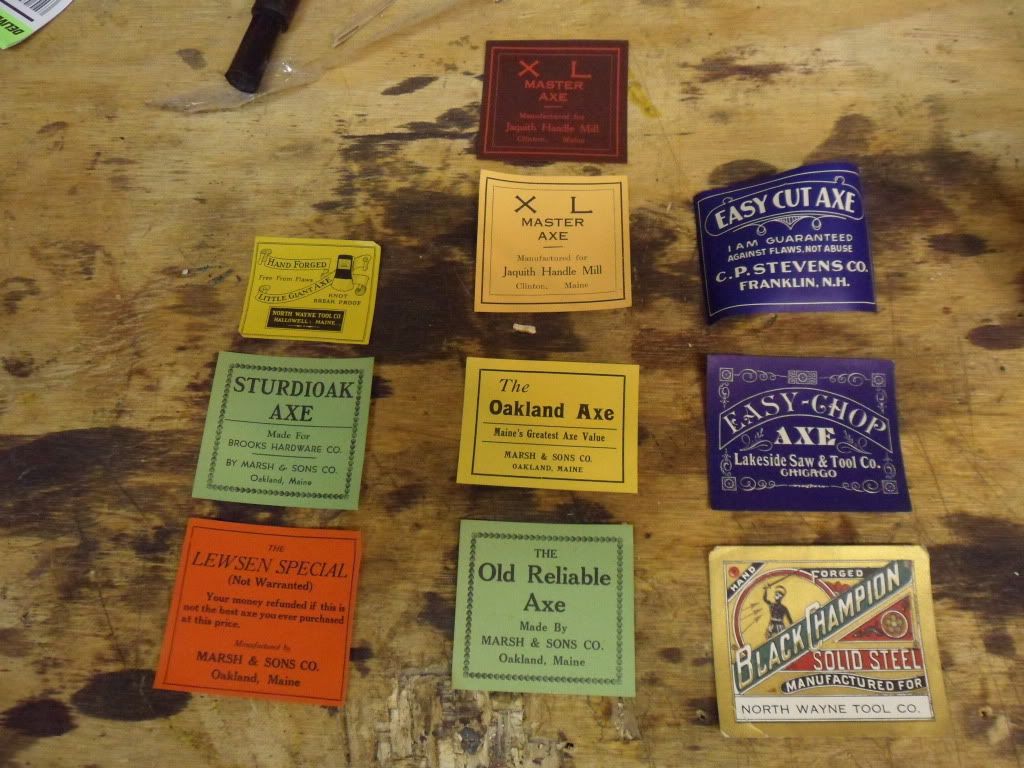 X L
MASTER
AXE
Manufactured for
Jaquith Handle Mill
Clinton, Maine
X L
MASTER
AXE
Manufactured for
Jaquith Handle Mill
Clinton, Maine
EASY CUT AXE
I AM GUARANTEED
AGAINST FLAWS, NOT ABUSE
C. P. STEVENS CO.
FRANKLIN, N.H.
HAND FORGED
Free From Flaws
LITTLE GIANT AXE
KNOT
BREAK PROOF
NORTH WAYNE TOOL CO
HALLOWELL - MAINE
STURDIOAK
AXE
Made For
BROOKS HARDWARE CO.
BY MARSH & SONS CO.
Oakland, Maine
The
Oakland Axe
Maine's Greatest Axe Value
MARSH & SONS CO.
OAKLAND, MAINE
EASY-CHOP
AXE
Lakeside Saw & Tool Co.
CHICAGO
THE
LEWSEN SPECIAL
(Not Warranted)
Your money refunded if this is
not the best axe you ever purchased
at this price.
Manufactured by
MARSH & SONS CO.
Oakland, Maine
THE
Old Reliable
Axe
Made By
MARSH & SONS CO.
Oakland, Maine
HAND FORGED
BLACK CHAMPION
SOLID STEEL
MANUFACTURED FOR
NORTH WAYNE TOOL CO.